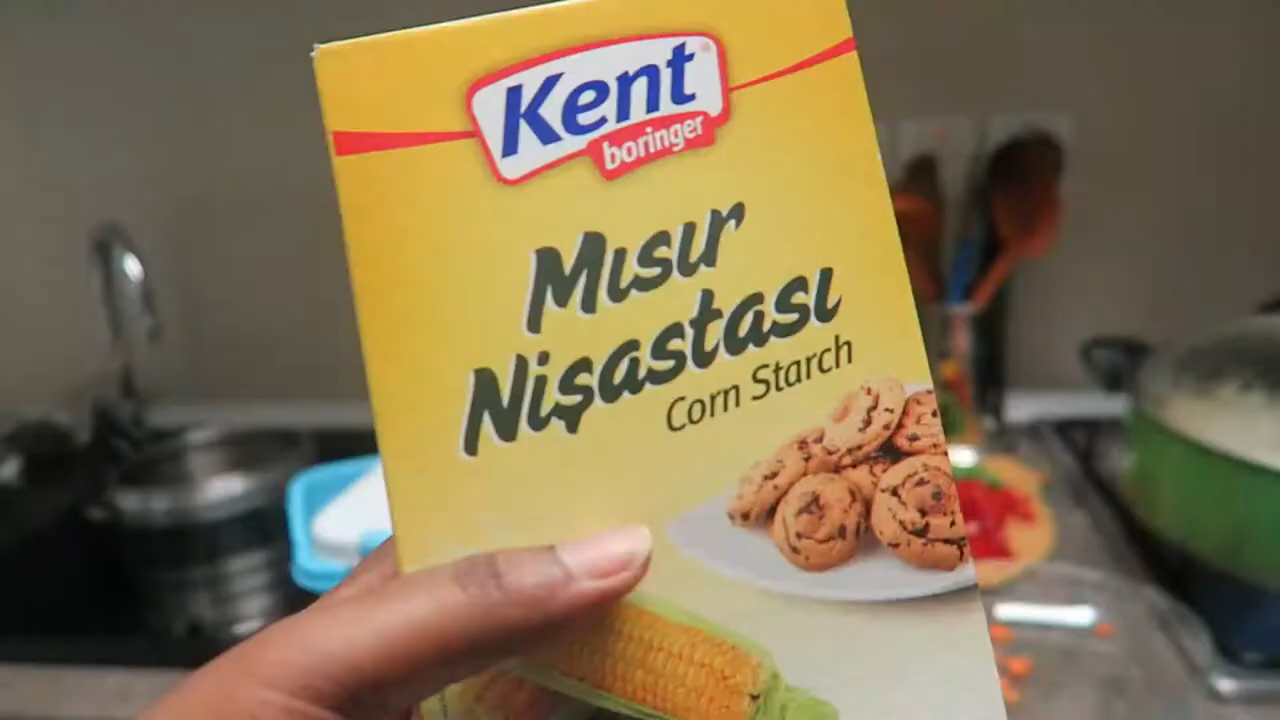 Kent
boringer
Mısır
Nişastası
Corn Starch